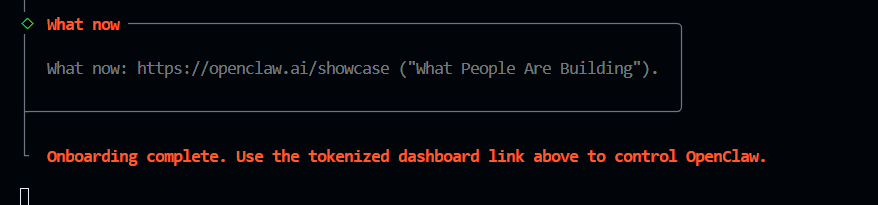 What now
What now: https://openclaw.ai/showcase ("What People Are Building").
Onboarding complete. Use the tokenized dashboard link above to control OpenClaw.